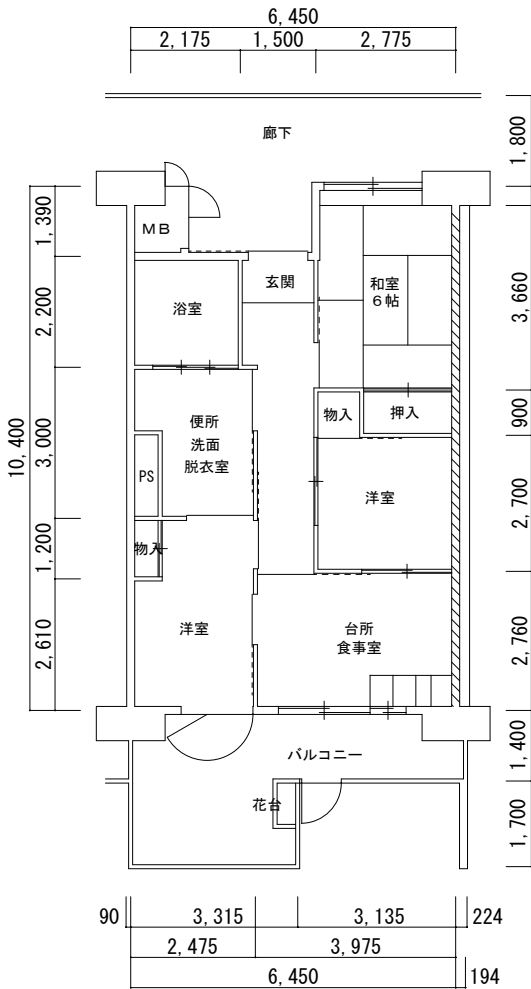 6,450
2,175
1,500
2,775
廊下
1,800
1,390
MB
玄関
和室
6帖
3,660
浴室
2,200
便所
洗面
脱衣室
物入
押入
900
10,400
3,000
PS
洋室
2,700
物入
1,200
洋室
台所
食事室
2,610
2,760
バルコニー
1,400
花台
1,700
90
3,315
3,135
224
2,475
3,975
6,450
194